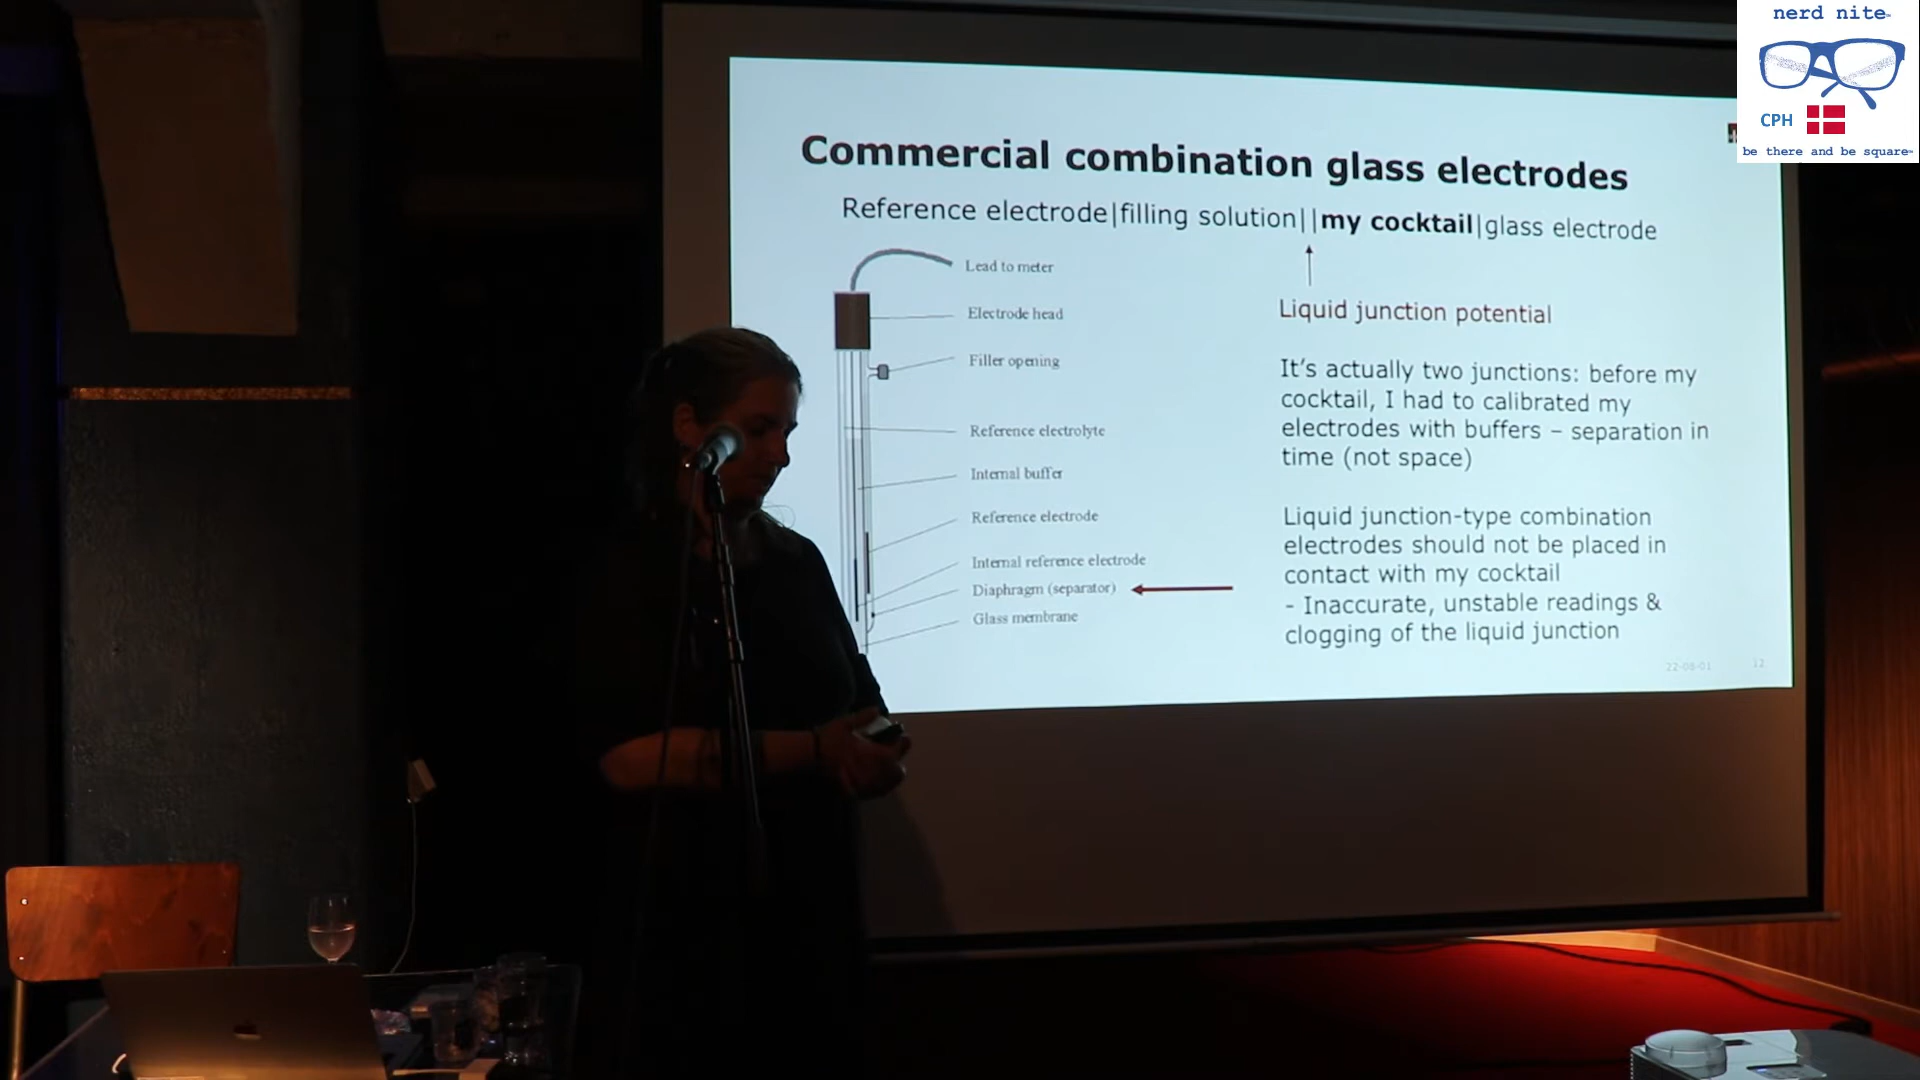 nerd nite
CPH
be there and be square
Commercial combination glass electrodes
Reference electrode|filling solution||my cocktail|glass electrode
Lead to meter
Electrode head
Filler opening
Reference electrolyte
Internal buffer
Reference electrode
Internal reference electrode
Diaphragm (separator)
Glass membrane
Liquid junction potential
It's actually two junctions: before my
cocktail, I had to calibrated my
electrodes with buffers – separation in
time (not space)
Liquid junction-type combination
electrodes should not be placed in
contact with my cocktail
- Inaccurate, unstable readings &
clogging of the liquid junction
22-08-01
12